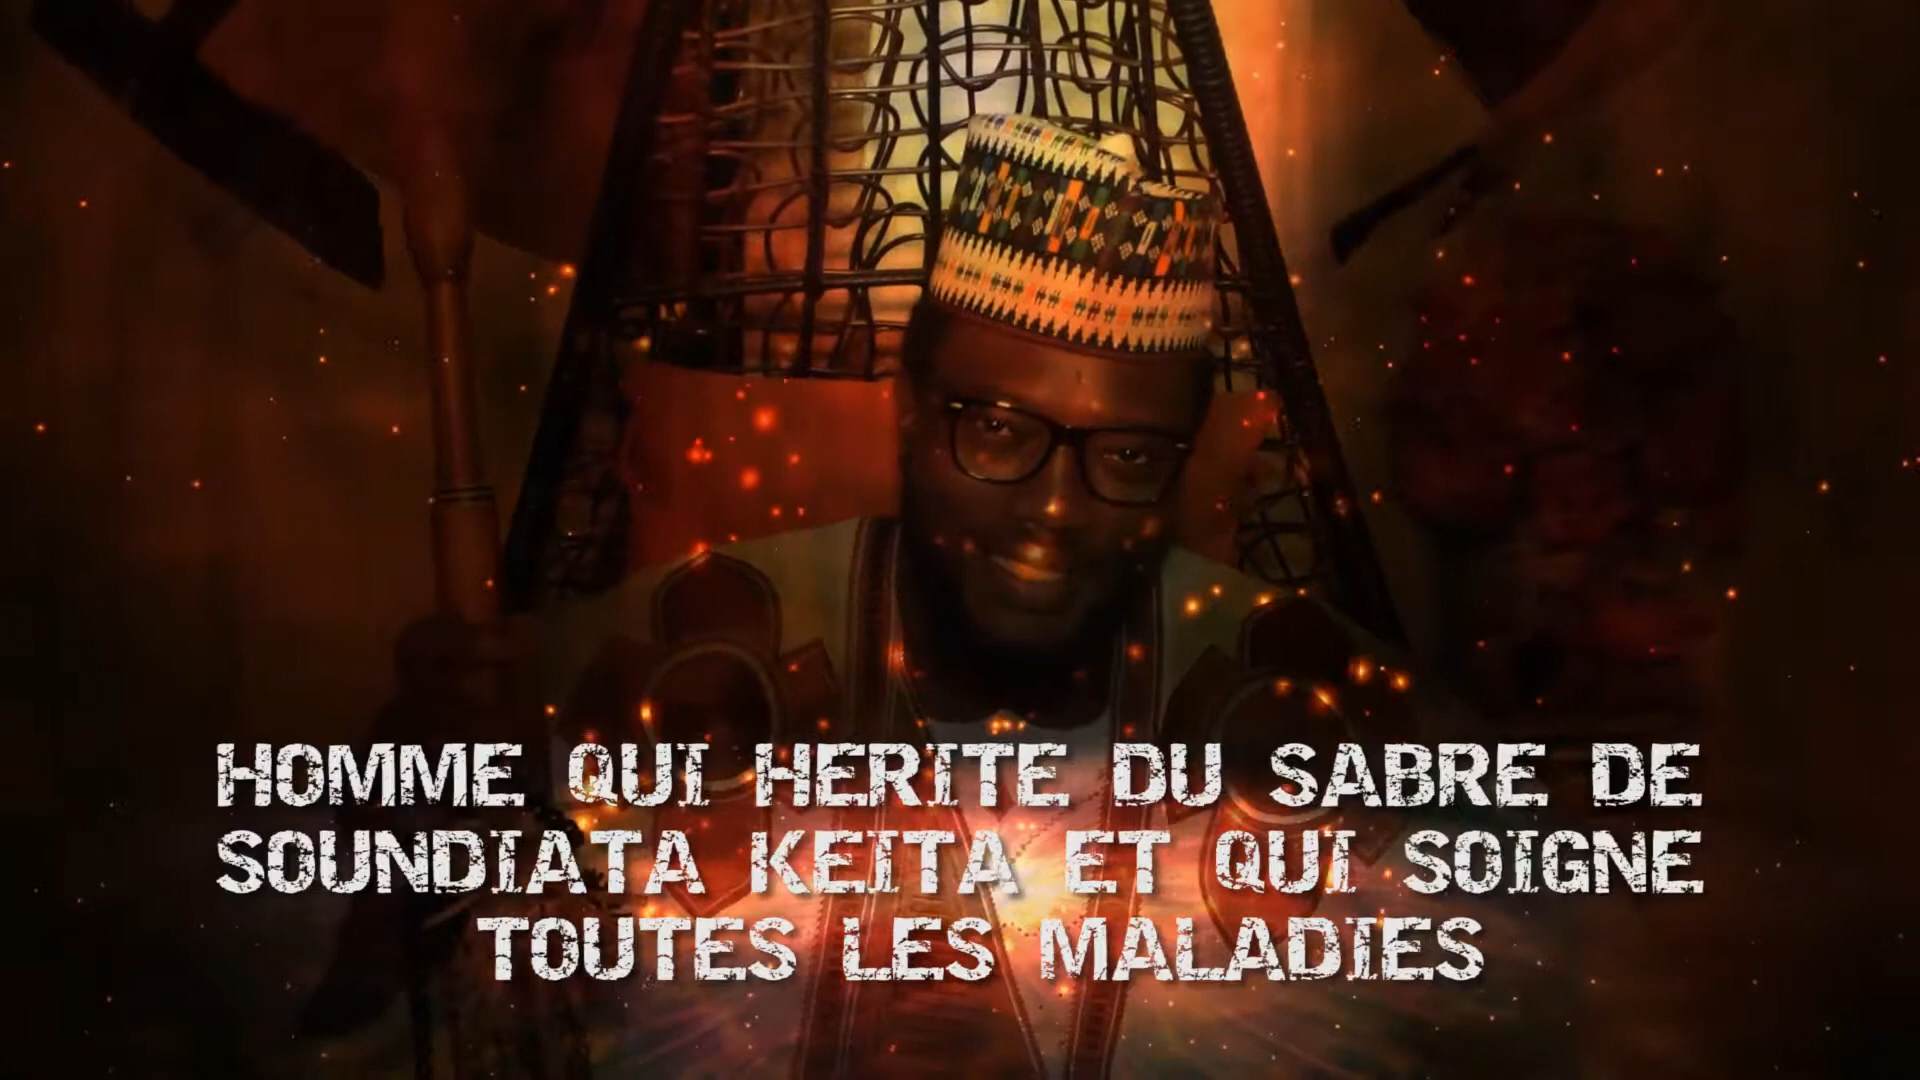 HOMME QUI HERITE DU SABRE DE
SOUNDIATA KEITA ET QUI SOIGNE
TOUTES LES MALADIES